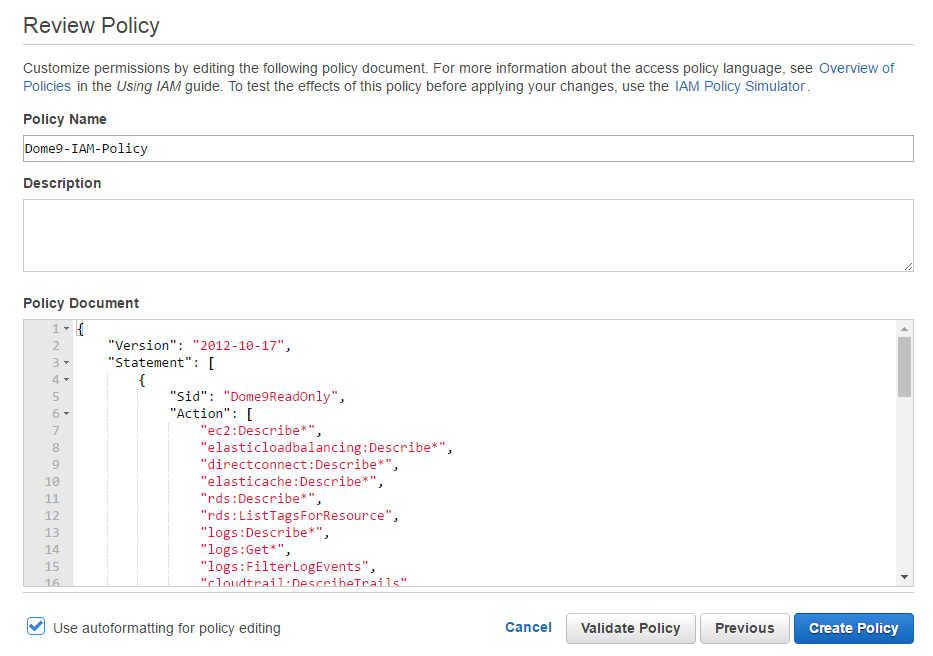 Review Policy
Customize permissions by editing the following policy document. For more information about the access policy language, see Overview of
Policies in the Using IAM guide. To test the effects of this policy before applying your changes, use the IAM Policy Simulator.
Policy Name
Dome9-IAM-Policy
Description
Policy Document
1 {
2 "Version": "2012-10-17",
3 "Statement": [
4 {
5 "Sid": "Dome9ReadOnly",
6 "Action": [
7 "ec2:Describe*",
8 "elasticloadbalancing:Describe*",
9 "directconnect:Describe*",
10 "elasticache:Describe*",
11 "rds:Describe*",
12 "rds:ListTagsForResource",
13 "logs:Describe*",
14 "logs:Get*",
15 "logs:FilterLogEvents",
16 "cloudtrail:DescribeTrails"
Use autoformatting for policy editing
Cancel
Validate Policy
Previous
Create Policy